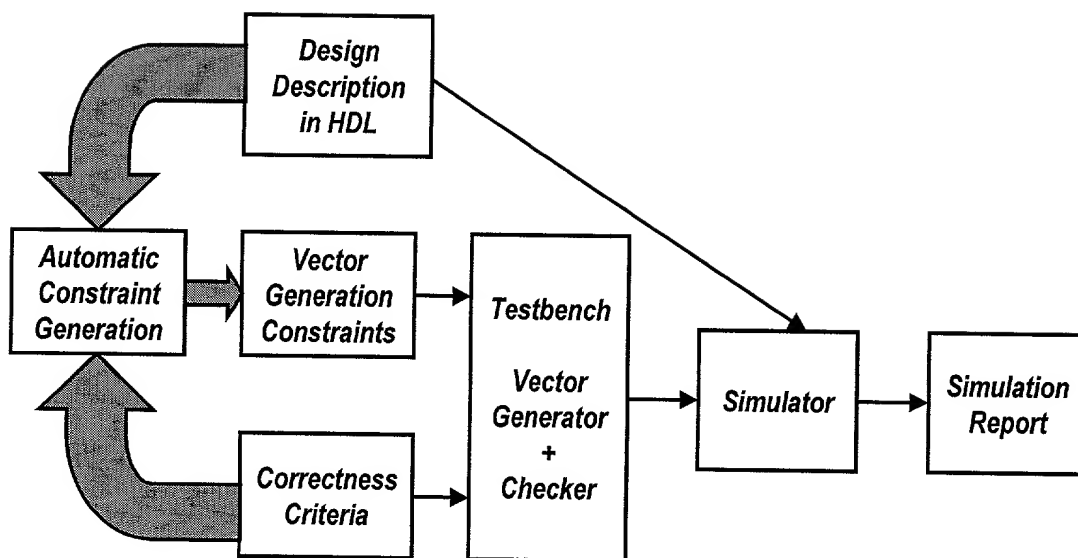 Design
Description
in HDL
Automatic
Constraint
Generation
Vector
Generation
Constraints
Testbench
Vector
Generator
+
Checker
Simulator
Simulation
Report
Correctness
Criteria